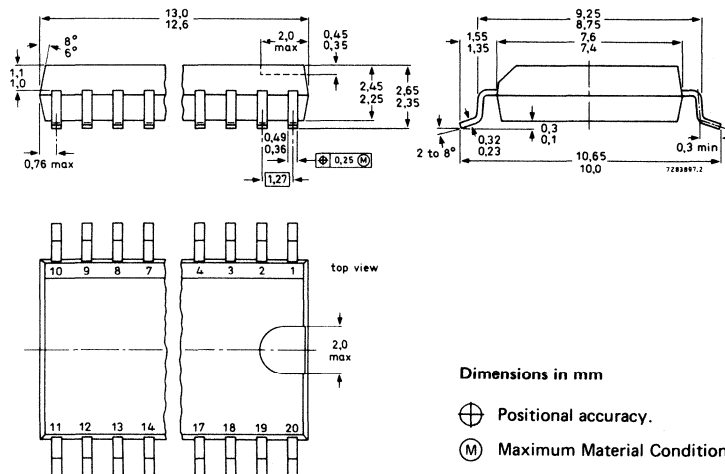 13,0
12,6
8°
6°
2,0
max
0,45
0,35
1,1
1,0
2,45
2,25
2,65
2,35
0,76 max
0,49
0,36
0,25 M
1,27
9,25
8,75
1,55
1,35
7,6
7,4
2 to 8°
0,32
0,23
0,3
0,1
0,3 min
10,65
10,0
7283897.2
10 9 8 7 4 3 2 1
top view
2,0
max
11 12 13 14 17 18 19 20
Dimensions in mm
Positional accuracy.
M Maximum Material Condition